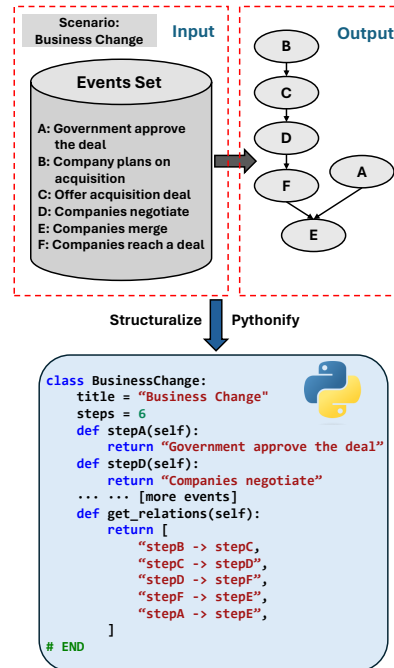 Scenario:
Business Change
Input
Events Set
A: Government approve
the deal
B: Company plans on
acquisition
C: Offer acquisition deal
D: Companies negotiate
E: Companies merge
F: Companies reach a deal
Output
B
C
D
F
A
E
Structuralize
Pythonify
class BusinessChange:
title = “Business Change"
steps = 6
def stepA(self):
return “Government approve the deal”
def stepD(self):
return “Companies negotiate”
... ... [more events]
def get_relations(self):
return [
“stepB -> stepC,
“stepC -> stepD”,
“stepD -> stepF”,
“stepF -> stepE”,
“stepA -> stepE”,
]
# END